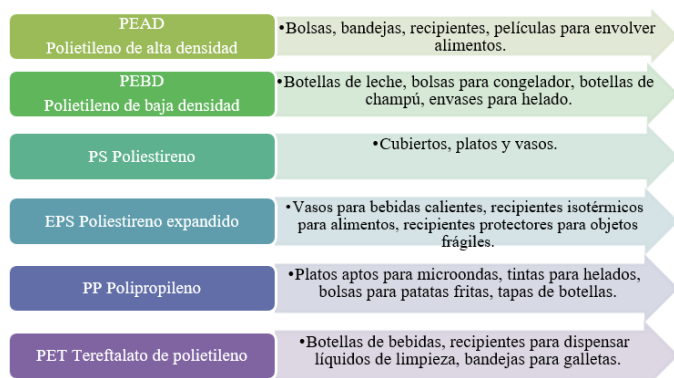 PEAD
Polietileno de alta densidad
•Bolsas, bandejas, recipientes, películas para envolver
alimentos.
PEBD
Polietileno de baja densidad
•Botellas de leche, bolsas para congelador, botellas de
champú, envases para helado.
PS Poliestireno
•Cubiertos, platos y vasos.
EPS Poliestireno expandido
•Vasos para bebidas calientes, recipientes isotérmicos
para alimentos, recipientes protectores para objetos
frágiles.
PP Polipropileno
•Platos aptos para microondas, tintas para helados,
bolsas para patatas fritas, tapas de botellas.
PET Tereftalato de polietileno
•Botellas de bebidas, recipientes para dispensar
líquidos de limpieza, bandejas para galletas.